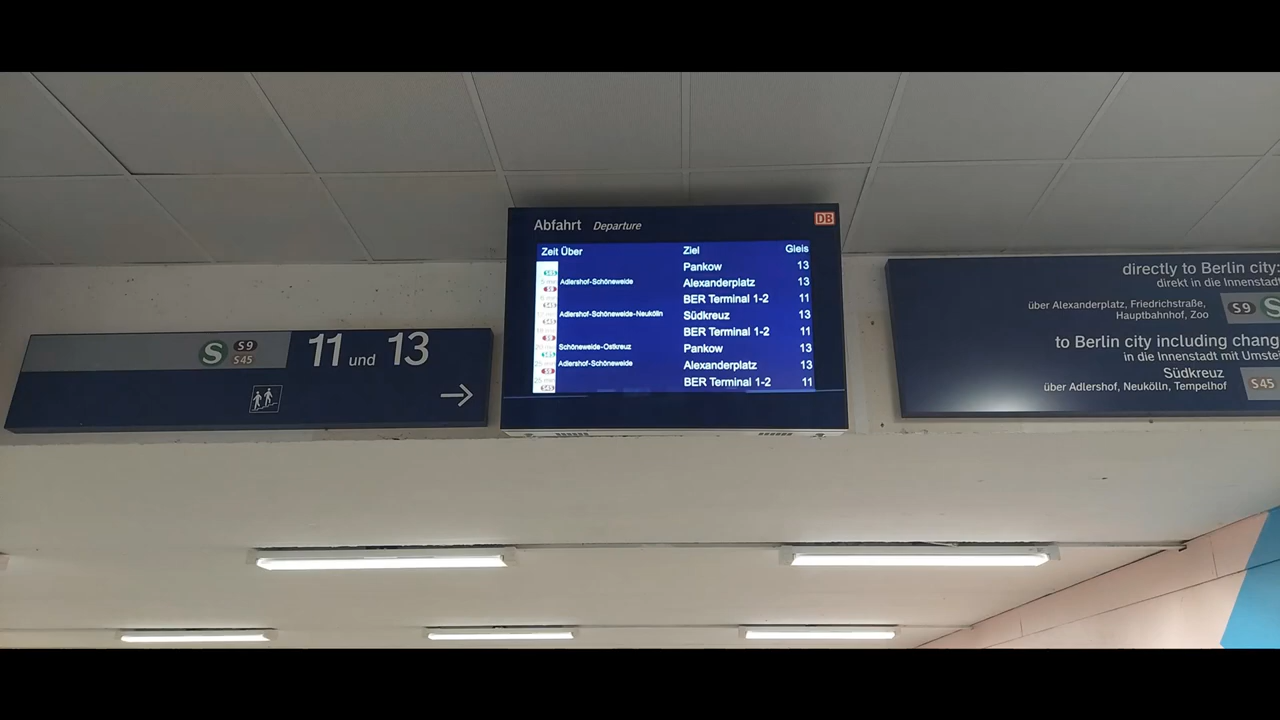 Abfahrt Departure DB
Zeit Über Ziel Gleis
Pankow 13
Adlershof-Schöneweide Alexanderplatz 13
BER Terminal 1-2 11
Adlershof-Schöneweide-Neukölln Südkreuz 13
BER Terminal 1-2 11
Schöneweide-Ostkreuz Pankow 13
Adlershof-Schöneweide Alexanderplatz 13
BER Terminal 1-2 11
S S9 S45 11 und 13
directly to Berlin city:
direkt in die Innenstadt
über Alexanderplatz, Friedrichstraße,
Hauptbahnhof, Zoo
S9 S
to Berlin city including chang
in die Innenstadt mit Umste
Südkreuz
über Adlershof, Neukölln, Tempelhof
S45